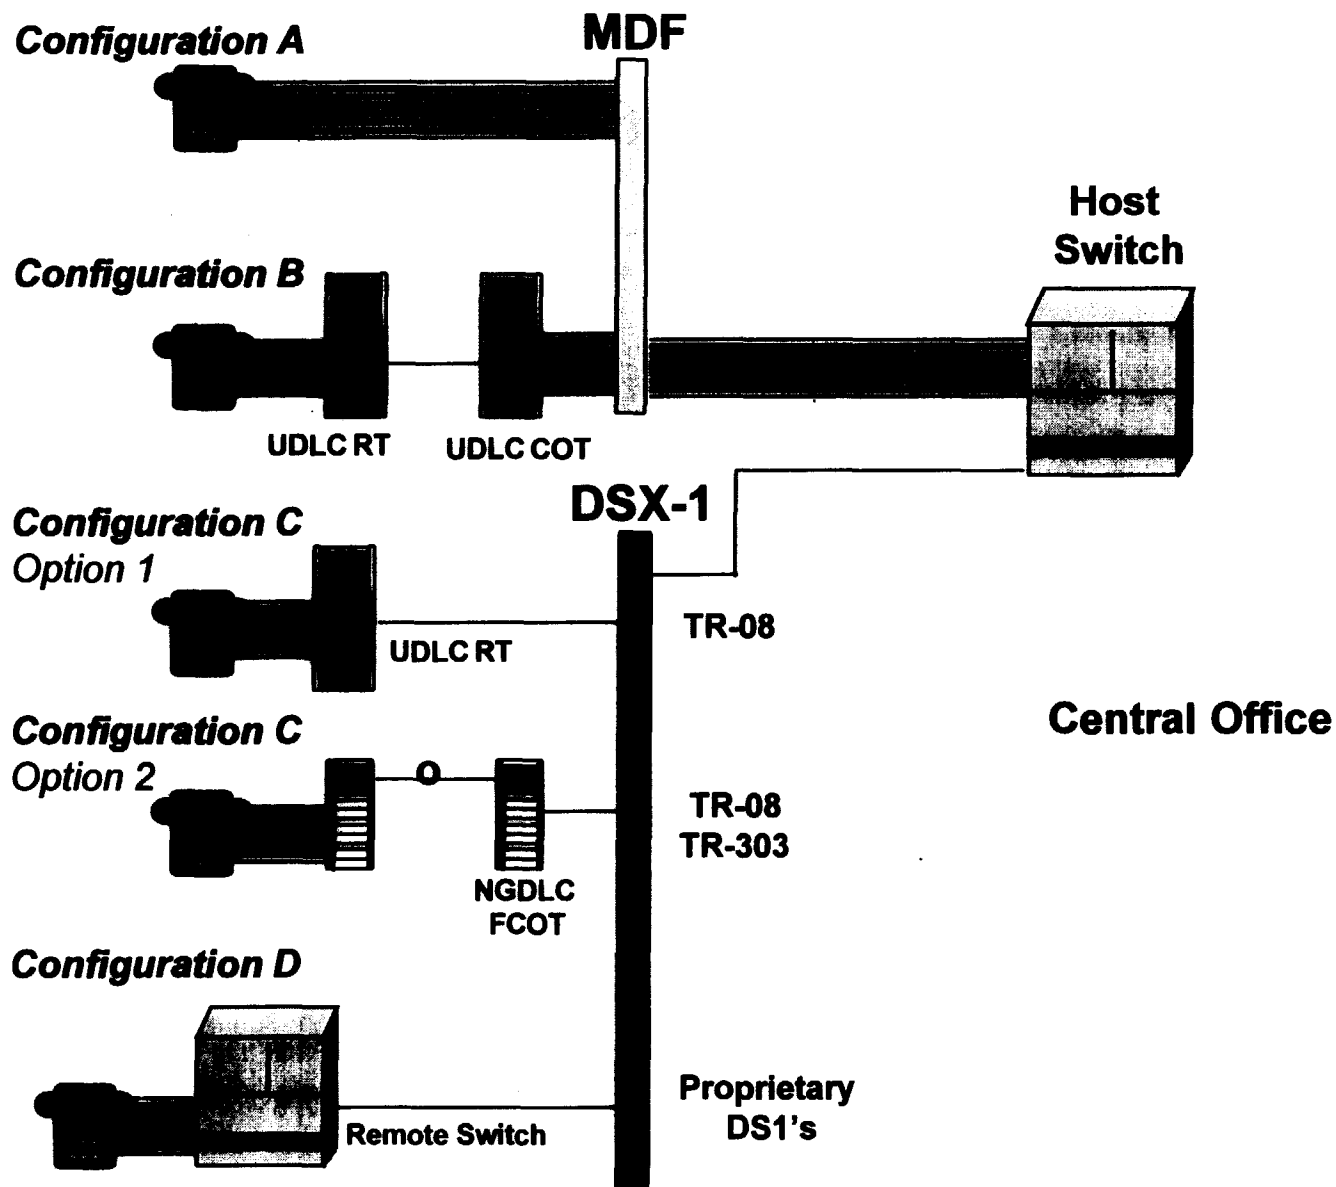 Configuration A
MDF
Host
Switch
Configuration B
UDLC RT
UDLC COT
DSX-1
Configuration C
Option 1
UDLC RT
TR-08
Central Office
Configuration C
Option 2
TR-08
TR-303
NGDLC
FCOT
Configuration D
Remote Switch
Proprietary
DS1's